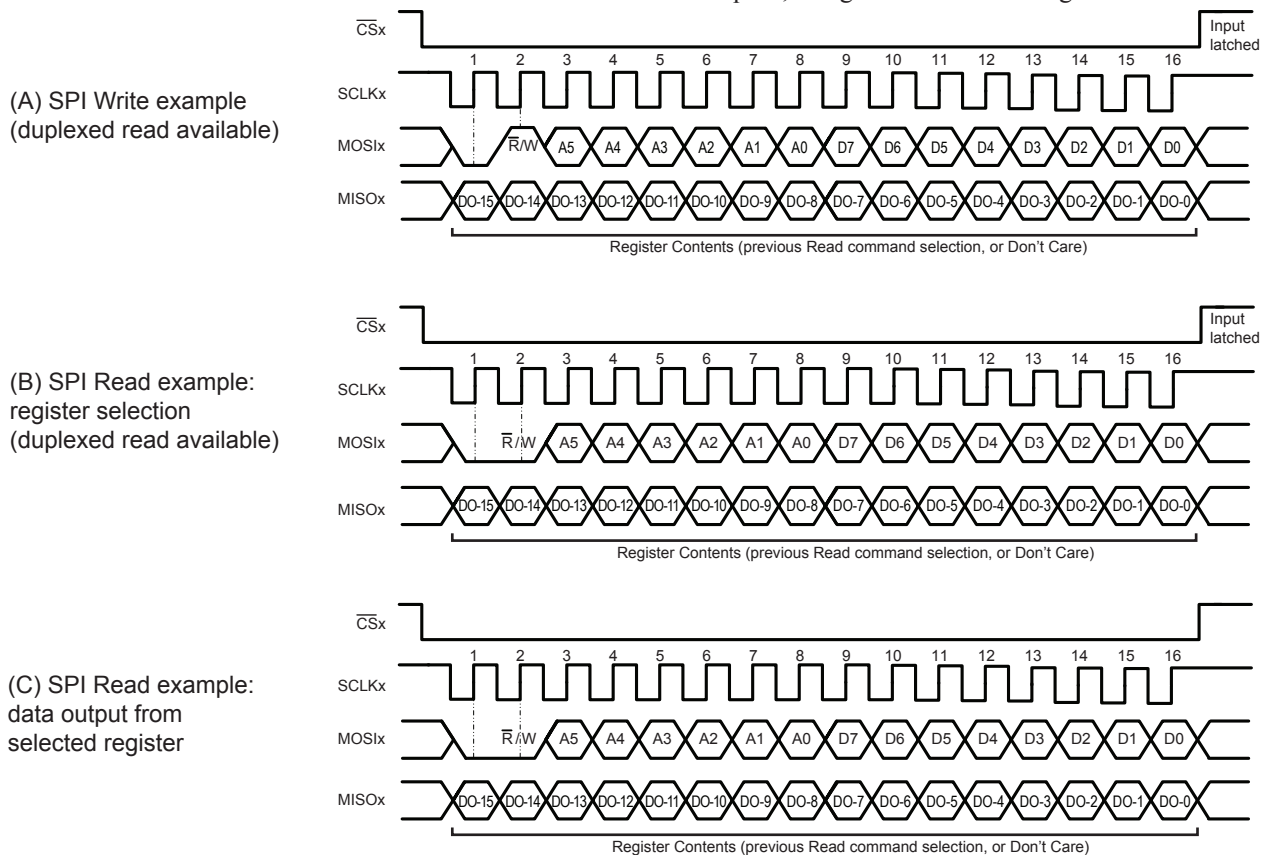 (A) SPI Write example
(duplexed read available)
CSx
Input
latched
1 2 3 4 5 6 7 8 9 10 11 12 13 14 15 16
SCLKx
MOSIx
R/W A5 A4 A3 A2 A1 A0 D7 D6 D5 D4 D3 D2 D1 D0
MISOx
DO-15 DO-14 DO-13 DO-12 DO-11 DO-10 DO-9 DO-8 DO-7 DO-6 DO-5 DO-4 DO-3 DO-2 DO-1 DO-0
Register Contents (previous Read command selection, or Don’t Care)
(B) SPI Read example:
register selection
(duplexed read available)
CSx
Input
latched
1 2 3 4 5 6 7 8 9 10 11 12 13 14 15 16
SCLKx
MOSIx
R/W A5 A4 A3 A2 A1 A0 D7 D6 D5 D4 D3 D2 D1 D0
MISOx
DO-15 DO-14 DO-13 DO-12 DO-11 DO-10 DO-9 DO-8 DO-7 DO-6 DO-5 DO-4 DO-3 DO-2 DO-1 DO-0
Register Contents (previous Read command selection, or Don’t Care)
(C) SPI Read example:
data output from
selected register
CSx
1 2 3 4 5 6 7 8 9 10 11 12 13 14 15 16
SCLKx
MOSIx
R/W A5 A4 A3 A2 A1 A0 D7 D6 D5 D4 D3 D2 D1 D0
MISOx
DO-15 DO-14 DO-13 DO-12 DO-11 DO-10 DO-9 DO-8 DO-7 DO-6 DO-5 DO-4 DO-3 DO-2 DO-1 DO-0
Register Contents (previous Read command selection, or Don’t Care)